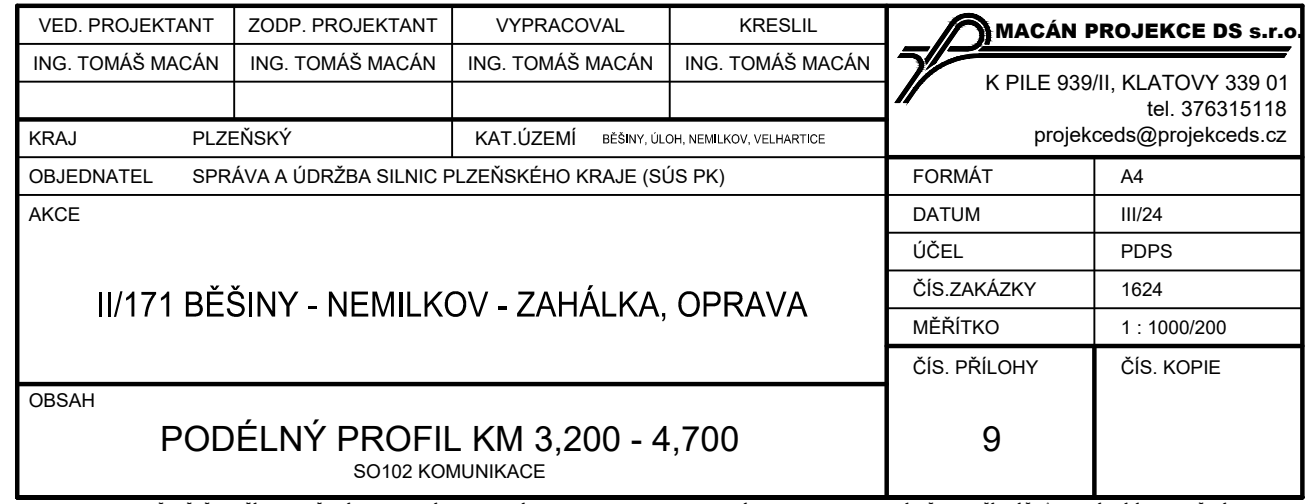 VED. PROJEKTANT ZODP. PROJEKTANT VYPRACOVAL KRESLIL
ING. TOMÁŠ MACÁN ING. TOMÁŠ MACÁN ING. TOMÁŠ MACÁN ING. TOMÁŠ MACÁN
MACÁN PROJEKCE DS s.r.o.
K PILE 939/II, KLATOVY 339 01
tel. 376315118
projekceds@projekceds.cz
KRAJ PLZEŇSKÝ KAT.ÚZEMÍ BĚŠINY, ÚLOH, NEMILKOV, VELHARTICE
OBJEDNATEL SPRÁVA A ÚDRŽBA SILNIC PLZEŇSKÉHO KRAJE (SÚS PK)
AKCE
II/171 BĚŠINY - NEMILKOV - ZAHÁLKA, OPRAVA
FORMÁT A4
DATUM III/24
ÚČEL PDPS
ČÍS.ZAKÁZKY 1624
MĚŘÍTKO 1 : 1000/200
ČÍS. PŘÍLOHY ČÍS. KOPIE
9
OBSAH
PODÉLNÝ PROFIL KM 3,200 - 4,700
SO102 KOMUNIKACE